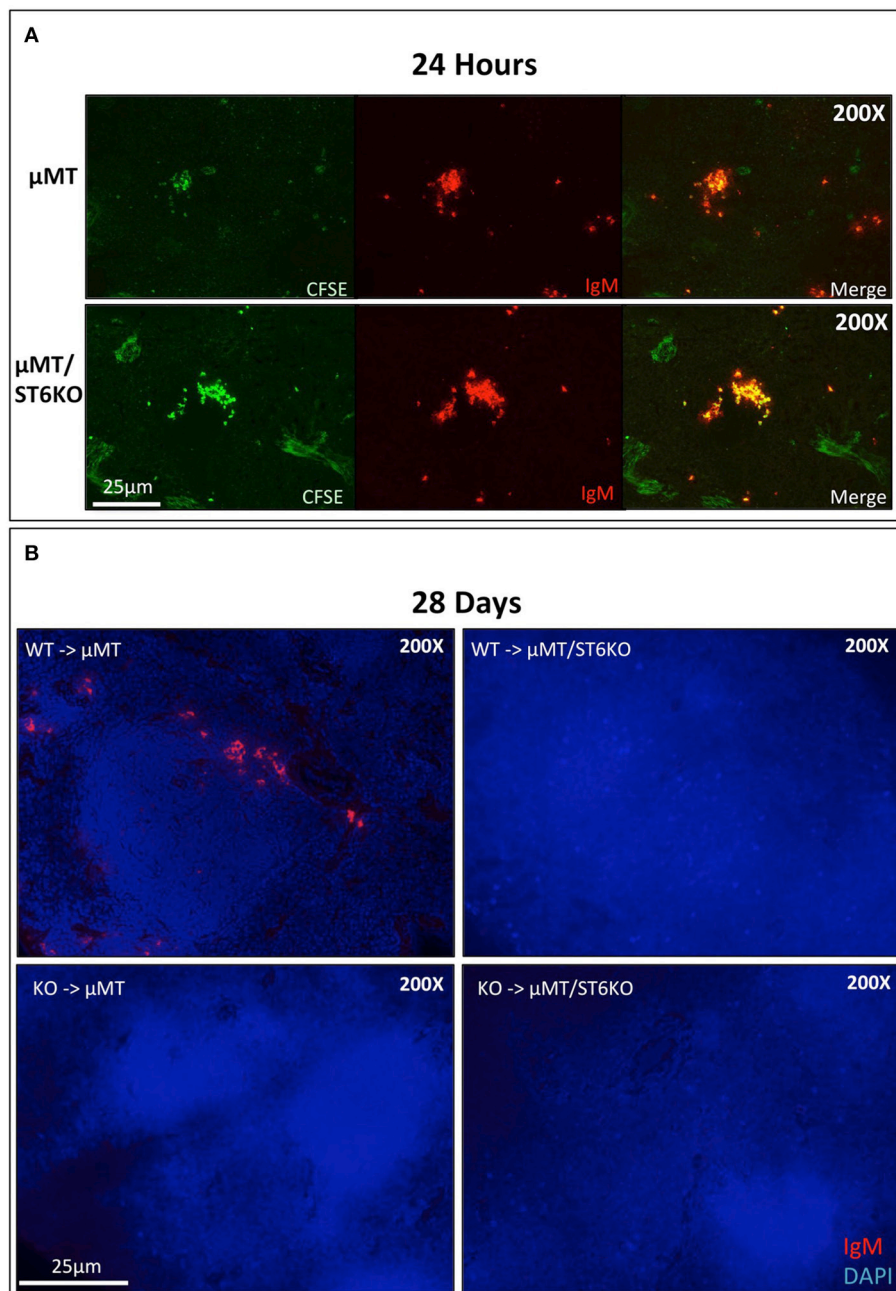 A
24 Hours
μMT
200X
CFSE
IgM
Merge
μMT/
ST6KO
200X
25μm
CFSE
IgM
Merge
B
28 Days
WT -> μMT
200X
WT -> μMT/ST6KO
200X
KO -> μMT
200X
KO -> μMT/ST6KO
200X
25μm
IgM
DAPI